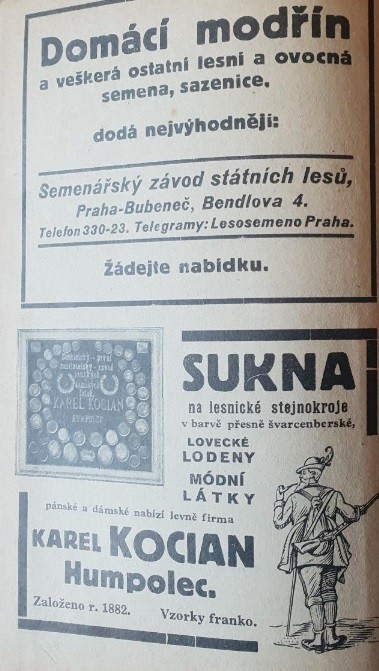 Domácí modřín
a veškerá ostatní lesní a ovocná
semena, sazenice,
dodá nejvýhodněji:
Semenářský závod státních lesů,
Praha-Bubeneč, Bendlova 4.
Telefon 330-23. Telegramy: Lesosemeno Praha.
Žádejte nabídku.
KAREL KOCIAN
HUMPOLEC
SUKNA
na lesnické stejnokroje
v barvě přesně švarcenberské,
LOVECKÉ
LODENY
MÓDNÍ
LÁTKY
pánské a dámské nabízí levně firma
KAREL KOCIAN
Humpolec.
Založeno r. 1882. Vzorky franko.